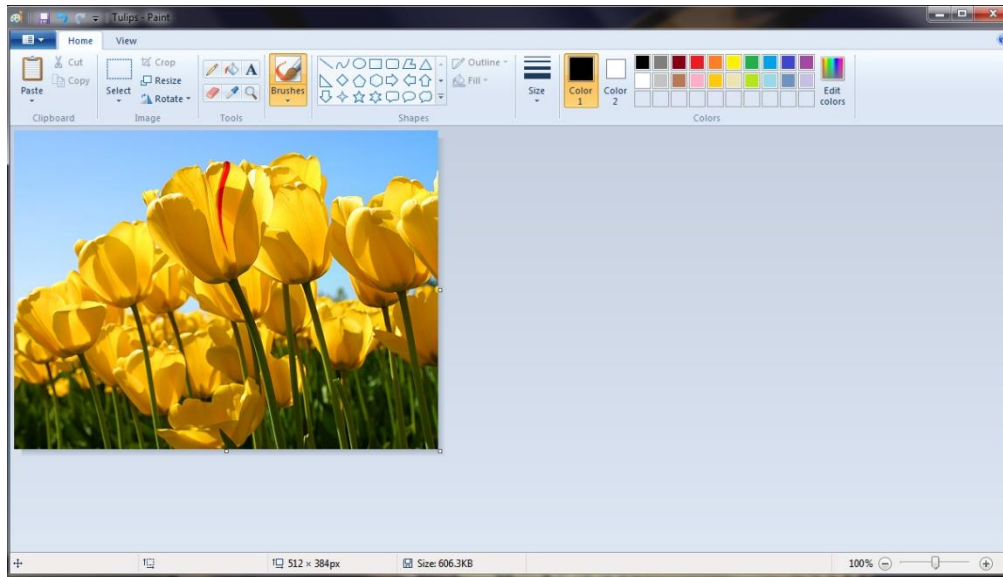 Tulips - Paint
Home View
Paste
Cut
Copy
Clipboard
Select
Crop
Resize
Rotate
Image
A
Tools
Brushes
Outline
Fill
Shapes
Size
Color 1
Color 2
Edit colors
Colors
512 × 384px
Size: 606.3KB
100%